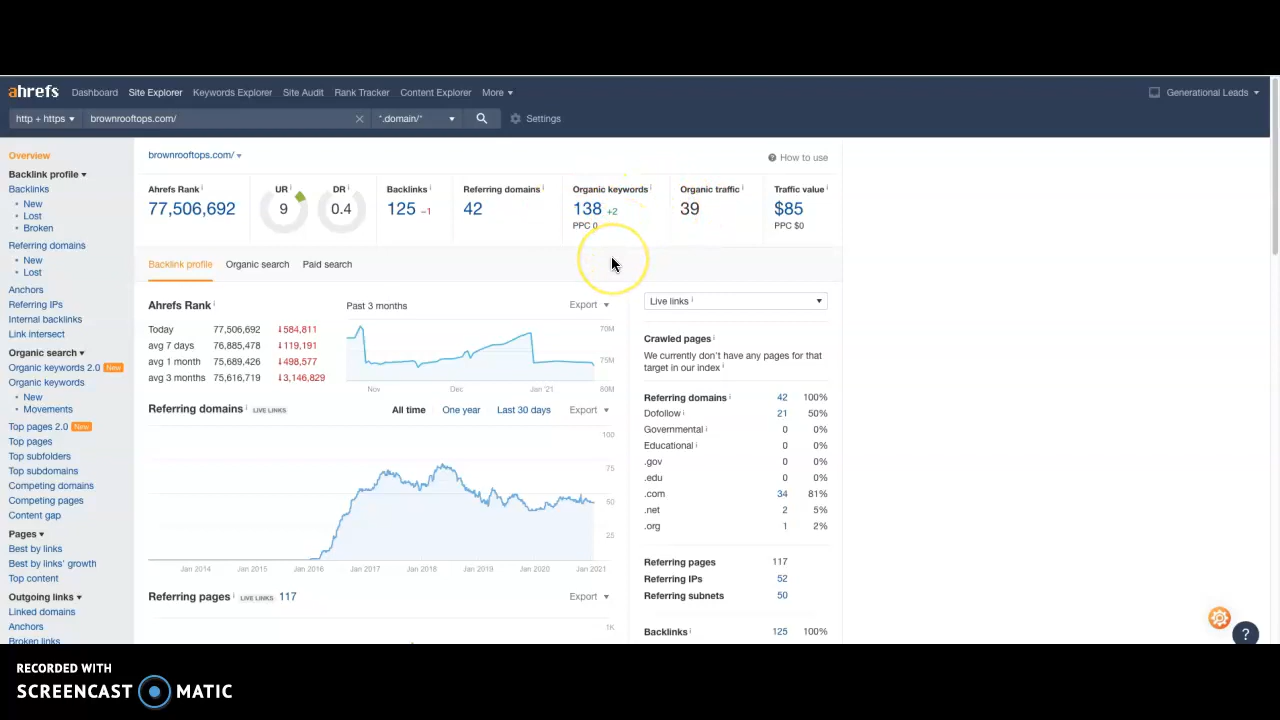 ahrefs Dashboard Site Explorer Keywords Explorer Site Audit Rank Tracker Content Explorer More Generational Leads
http + https brownrooftops.com/ *.domain/* Settings
Overview
Backlink profile
Backlinks
New
Lost
Broken
Referring domains
New
Lost
Anchors
Referring IPs
Internal backlinks
Link intersect
Organic search
Organic keywords 2.0 New
Organic keywords
New
Movements
Top pages 2.0 New
Top pages
Top subfolders
Top subdomains
Competing domains
Competing pages
Content gap
Pages
Best by links
Best by links' growth
Top content
Outgoing links
Linked domains
Anchors
Broken links
brownrooftops.com/ How to use
Ahrefs Rank UR DR Backlinks Referring domains Organic keywords Organic traffic Traffic value
77,506,692 9 0.4 125 -1 42 138 +2 39 $85
PPC 0 PPC $0
Backlink profile Organic search Paid search
Ahrefs Rank Past 3 months Export
Today 77,506,692 ↓584,811
avg 7 days 76,885,478 ↓119,191
avg 1 month 75,689,426 ↓498,577
avg 3 months 75,616,719 ↓3,146,829
70M
75M
80M
Nov Dec Jan '21
Referring domains LIVE LINKS All time One year Last 30 days Export
100
75
50
25
Jan 2014 Jan 2015 Jan 2016 Jan 2017 Jan 2018 Jan 2019 Jan 2020 Jan 2021
Referring pages LIVE LINKS 117 Export
1K
Live links
Crawled pages
We currently don't have any pages for that
target in our index
Referring domains 42 100%
Dofollow 21 50%
Governmental 0 0%
Educational 0 0%
.gov 0 0%
.edu 0 0%
.com 34 81%
.net 2 5%
.org 1 2%
Referring pages 117
Referring IPs 52
Referring subnets 50
Backlinks 125 100%
?
RECORDED WITH
SCREENCAST MATIC